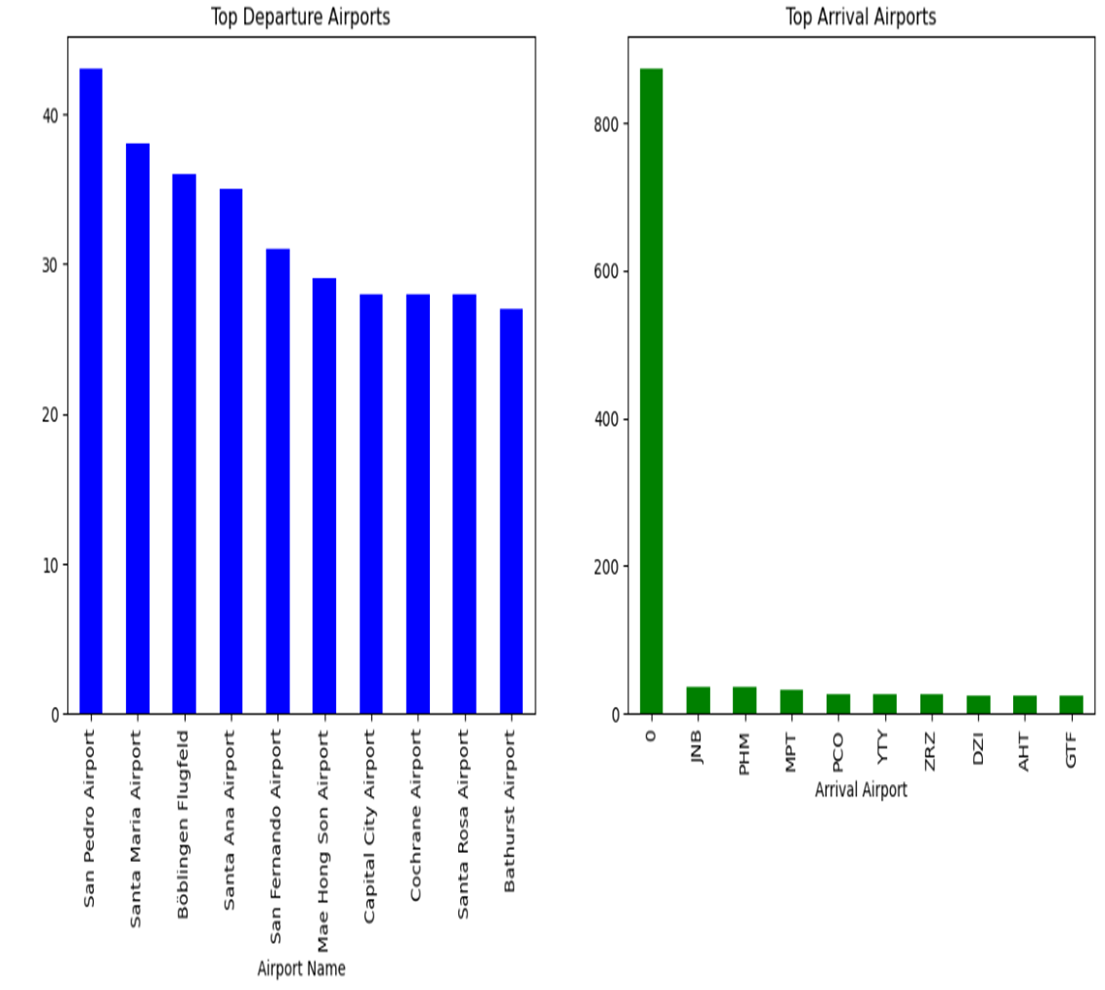 Top Departure Airports
40
30
20
10
0
San Pedro Airport
Santa Maria Airport
Böblingen Flugfeld
Santa Ana Airport
San Fernando Airport
Mae Hong Son Airport
Capital City Airport
Cochrane Airport
Santa Rosa Airport
Bathurst Airport
Airport Name
Top Arrival Airports
800
600
400
200
0
0
JNB
PHM
MPT
PCO
YTY
ZRZ
DZI
AHT
GTF
Arrival Airport